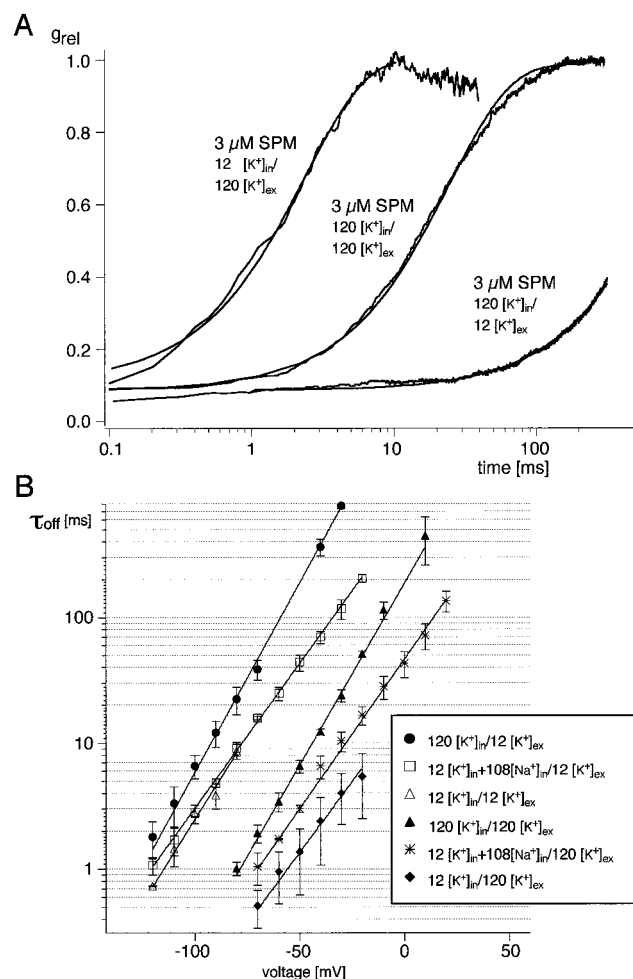 A
g_rel
1.0
0.8
0.6
0.4
0.2
0.0
3 µM SPM
12 [K⁺]in/
120 [K⁺]ex
3 µM SPM
120 [K⁺]in/
120 [K⁺]ex
3 µM SPM
120 [K⁺]in/
12 [K⁺]ex
0.1 1 10 100
time [ms]
B
τoff [ms]
100
10
1
120 [K⁺]in/12 [K⁺]ex
12 [K⁺]in+108[Na⁺]in/12 [K⁺]ex
12 [K⁺]in/12 [K⁺]ex
120 [K⁺]in/120 [K⁺]ex
12 [K⁺]in+108[Na⁺]in/120 [K⁺]ex
12 [K⁺]in/120 [K⁺]ex
-100 -50 0 50
voltage [mV]